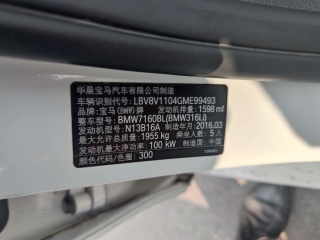 华晨宝马汽车有限公司制造
车辆识别代号: LBV8V1104GME99493
品牌: 宝马(BMW)牌 发动机排量: 1598 ml
整车型号: BMW7160BL(BMW316Li)
发动机型号: N13B16A 制造年月: 2016.03
最大允许总质量: 1955 kg 乘坐人数: 5 人
发动机最大净功率: 100 kW 制造国: 中国
颜色代码: 色漆: 300